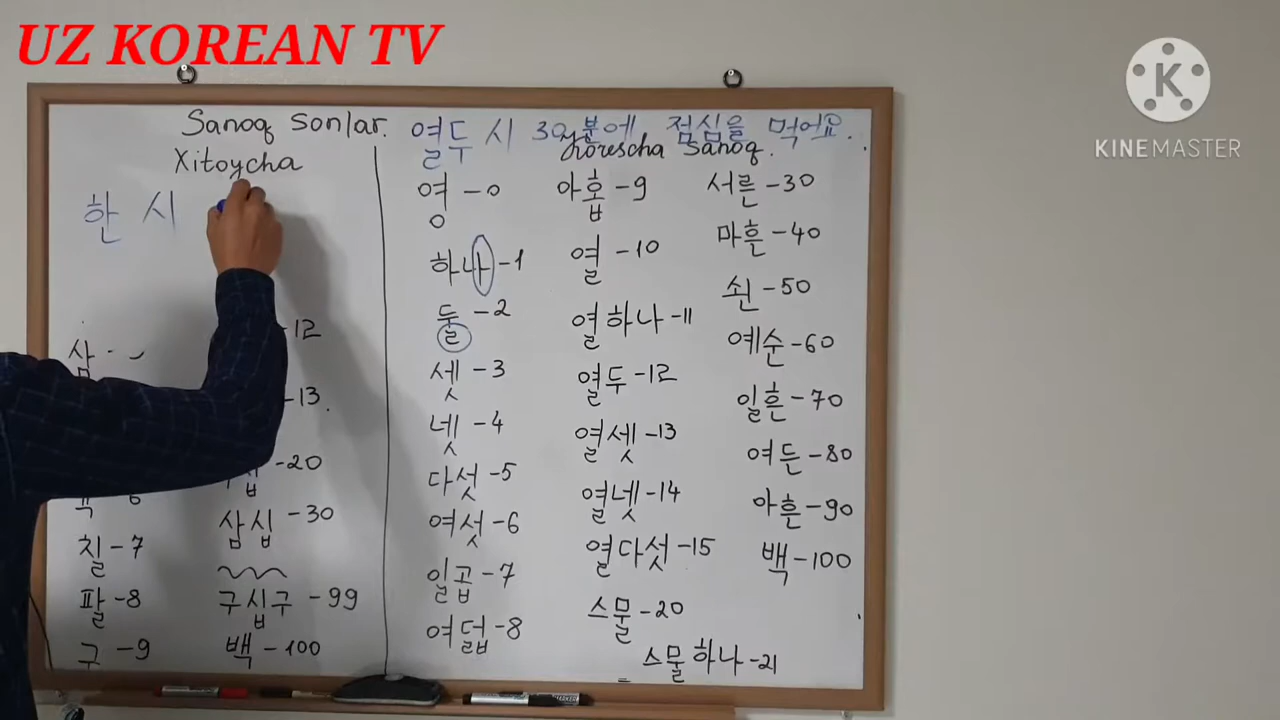 UZ KOREAN TV
KINEMASTER
Sanoq sonlar.
Xitoycha
한 시
삼
-12
-13.
-20
삼십 -30
칠-7
팔-8
구시구 -99
구 -9
백-100
열두 시 30분에 점심을 먹어요.
Korescha sanoq.
영 -0
하나-1
둘 -2
셋 -3
넷 -4
다섯 -5
여섯 -6
일곱 -7
여덟 -8
아홉 -9
열 -10
열하나 -11
열두 -12
열셋 -13
열넷 -14
열다섯 -15
스물 -20
스물하나 -21
서른 -30
마흔 -40
쉰 -50
예순 -60
일흔 -70
여든 -80
아흔 -90
백-100